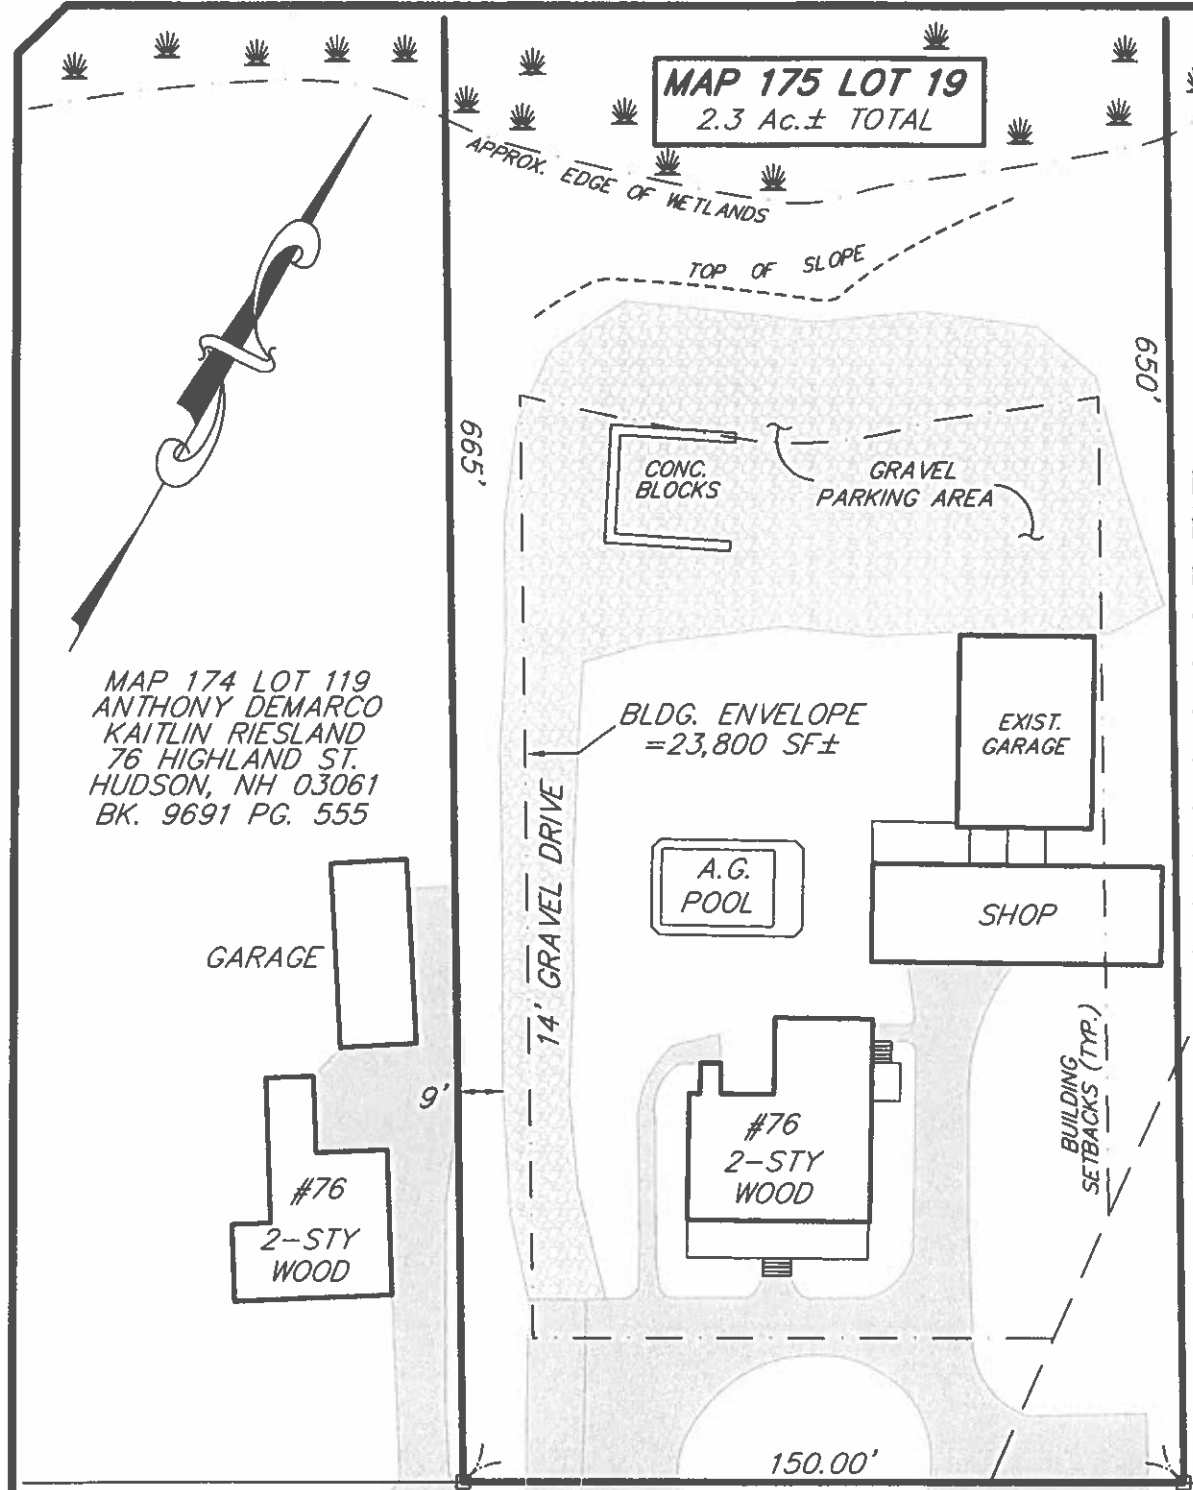 MAP 175 LOT 19
2.3 Ac.± TOTAL
APPROX. EDGE OF WETLANDS
TOP OF SLOPE
650'
665'
CONC.
BLOCKS
GRAVEL
PARKING AREA
MAP 174 LOT 119
ANTHONY DEMARCO
KAITLIN RIESLAND
76 HIGHLAND ST.
HUDSON, NH 03061
BK. 9691 PG. 555
BLDG. ENVELOPE
=23,800 SF±
EXIST.
GARAGE
14' GRAVEL DRIVE
A.G.
POOL
SHOP
GARAGE
9'
BUILDING
SETBACKS (TYP.)
#76
2-STY
WOOD
#76
2-STY
WOOD
150.00'